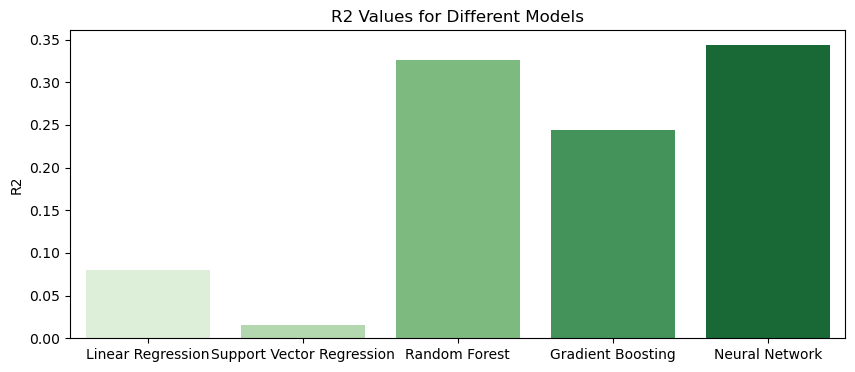 R2 Values for Different Models
R2
0.35
0.30
0.25
0.20
0.15
0.10
0.05
0.00
Linear Regression
Support Vector Regression
Random Forest
Gradient Boosting
Neural Network